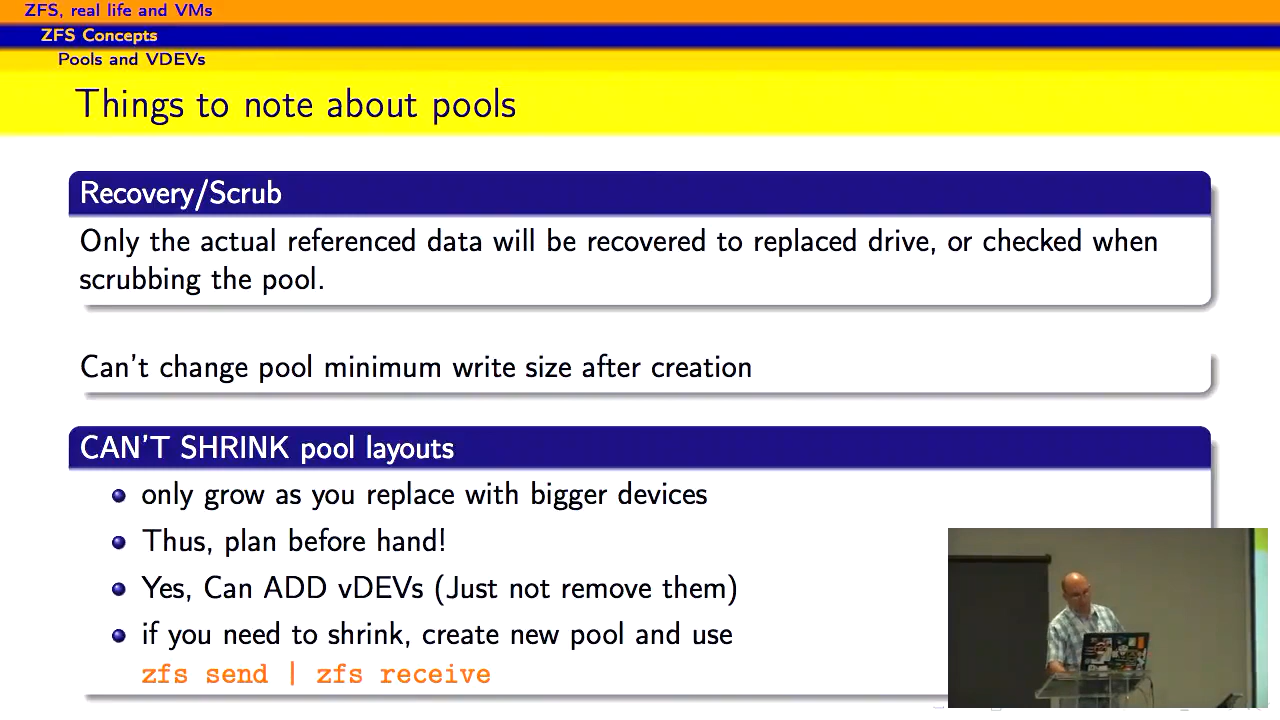 ZFS, real life and VMs
ZFS Concepts
Pools and VDEVs
Things to note about pools
Recovery/Scrub
Only the actual referenced data will be recovered to replaced drive, or checked when
scrubbing the pool.
Can't change pool minimum write size after creation
CAN'T SHRINK pool layouts
only grow as you replace with bigger devices
Thus, plan before hand!
Yes, Can ADD vDEVs (Just not remove them)
if you need to shrink, create new pool and use
zfs send | zfs receive